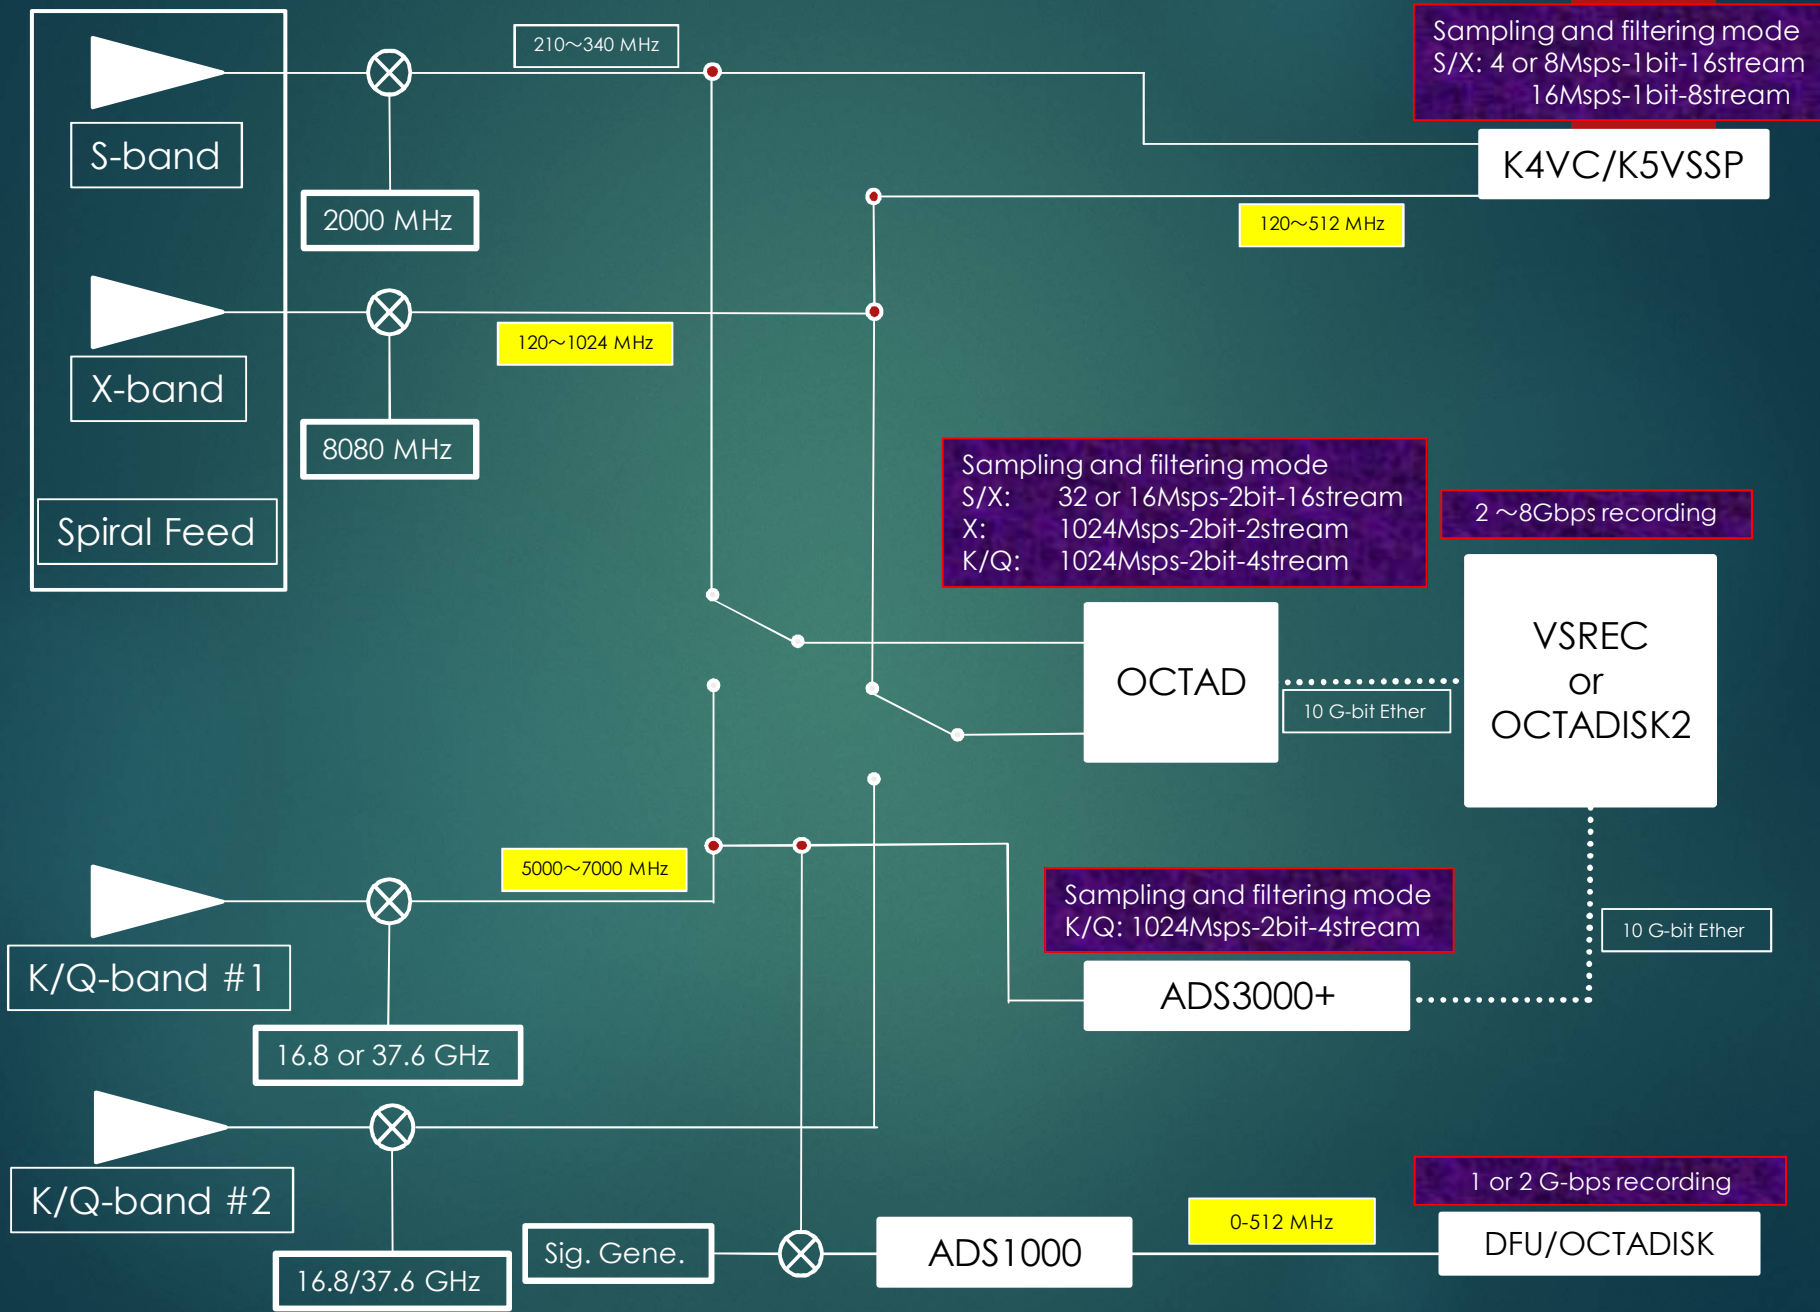 210～340 MHz
Sampling and filtering mode
S/X: 4 or 8Msps-1bit-16stream
16Msps-1bit-8stream
S-band
K4VC/K5VSSP
2000 MHz
120～512 MHz
120～1024 MHz
X-band
8080 MHz
Spiral Feed
Sampling and filtering mode
S/X: 32 or 16Msps-2bit-16stream
X: 1024Msps-2bit-2stream
K/Q: 1024Msps-2bit-4stream
2 ～8Gbps recording
VSREC
or
OCTADISK2
OCTAD
10 G-bit Ether
5000～7000 MHz
Sampling and filtering mode
K/Q: 1024Msps-2bit-4stream
10 G-bit Ether
K/Q-band #1
ADS3000+
16.8 or 37.6 GHz
K/Q-band #2
16.8/37.6 GHz
Sig. Gene.
ADS1000
0-512 MHz
1 or 2 G-bps recording
DFU/OCTADISK